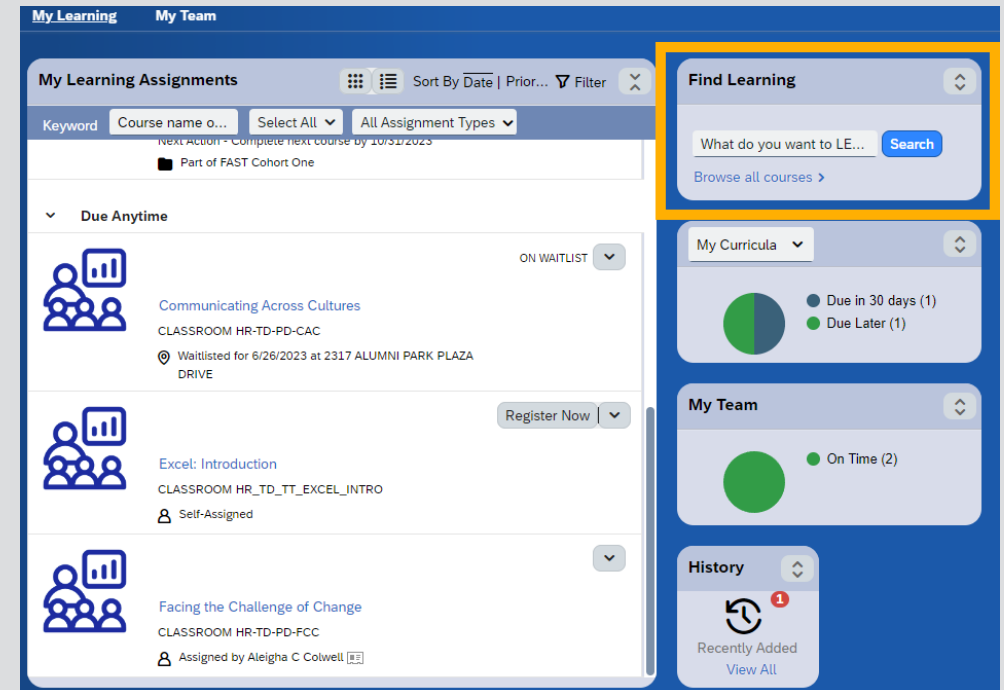 My Learning My Team
My Learning Assignments Sort By Date | Prior... Filter
Keyword Course name o... Select All All Assignment Types
Next Action - Complete next course by 10/31/2023
Part of FAST Cohort One
Due Anytime
ON WAITLIST
Communicating Across Cultures
CLASSROOM HR-TD-PD-CAC
Waitlisted for 6/26/2023 at 2317 ALUMNI PARK PLAZA
DRIVE
Register Now
Excel: Introduction
CLASSROOM HR_TD_TT_EXCEL_INTRO
Self-Assigned
Facing the Challenge of Change
CLASSROOM HR-TD-PD-FCC
Assigned by Aleigha C Colwell
Find Learning
What do you want to LE... Search
Browse all courses >
My Curricula
Due in 30 days (1)
Due Later (1)
My Team
On Time (2)
History
1
Recently Added
View All